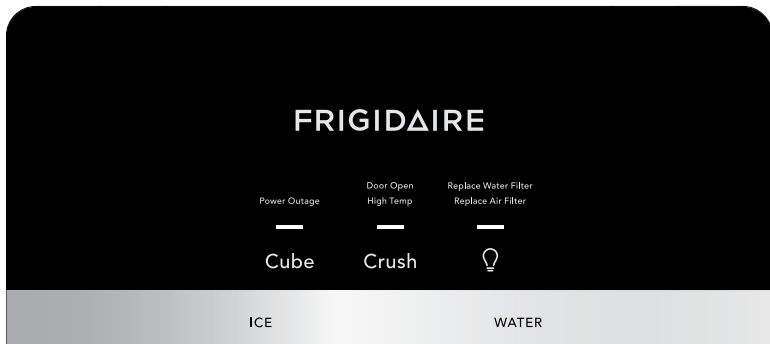 FRIGIDAIRE
Door Open Replace Water Filter
Power Outage High Temp Replace Air Filter
Cube Crush
ICE WATER